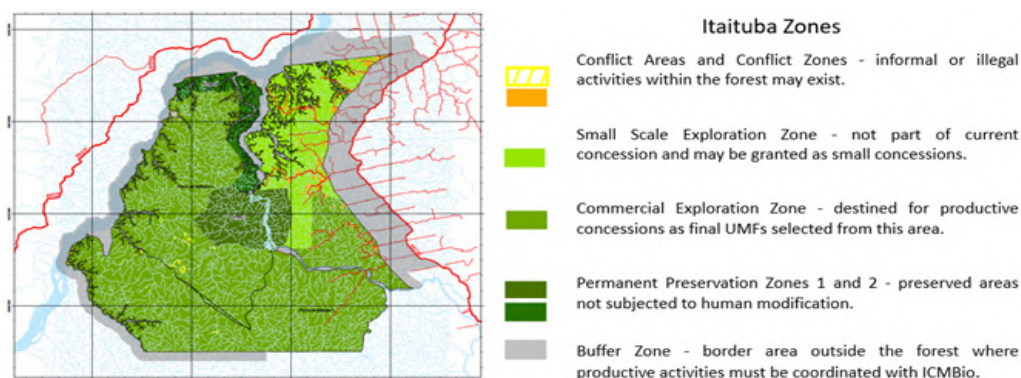 Itaituba Zones
Conflict Areas and Conflict Zones - informal or illegal
activities within the forest may exist.
Small Scale Exploration Zone - not part of current
concession and may be granted as small concessions.
Commercial Exploration Zone - destined for productive
concessions as final UMFs selected from this area.
Permanent Preservation Zones 1 and 2 - preserved areas
not subjected to human modification.
Buffer Zone - border area outside the forest where
productive activities must be coordinated with ICMBio.